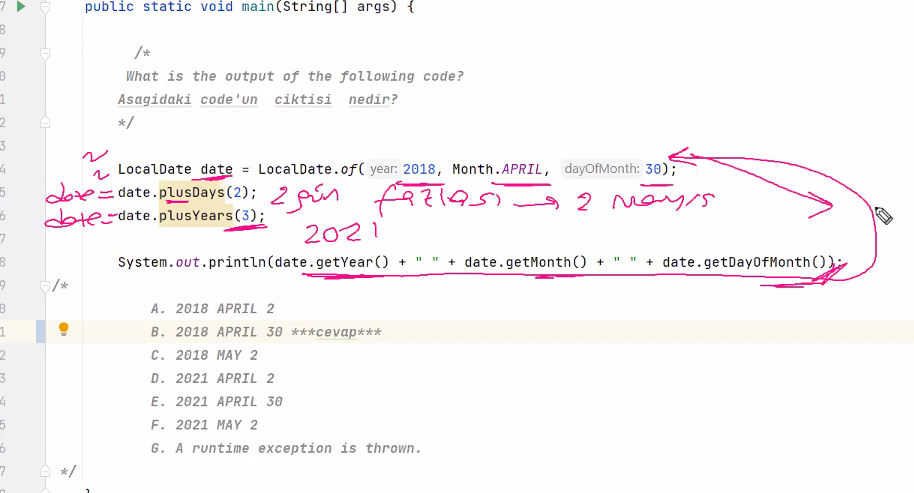 7 public static void main(String[] args) {
8
9 /*
0 What is the output of the following code?
1 Asagidaki code'un ciktisi nedir?
2 */
3
4 LocalDate date = LocalDate.of( year: 2018, Month.APRIL, dayOfMonth: 30);
5 date= date.plusDays(2); 2 gün fazlası → 2 Mayıs
6 date= date.plusYears(3);
7 2021
8 System.out.println(date.getYear() + " " + date.getMonth() + " " + date.getDayOfMonth());
9 /*
0 A. 2018 APRIL 2
1 B. 2018 APRIL 30 ***cevap***
2 C. 2018 MAY 2
3 D. 2021 APRIL 2
4 E. 2021 APRIL 30
5 F. 2021 MAY 2
6 G. A runtime exception is thrown.
7 */
8 }